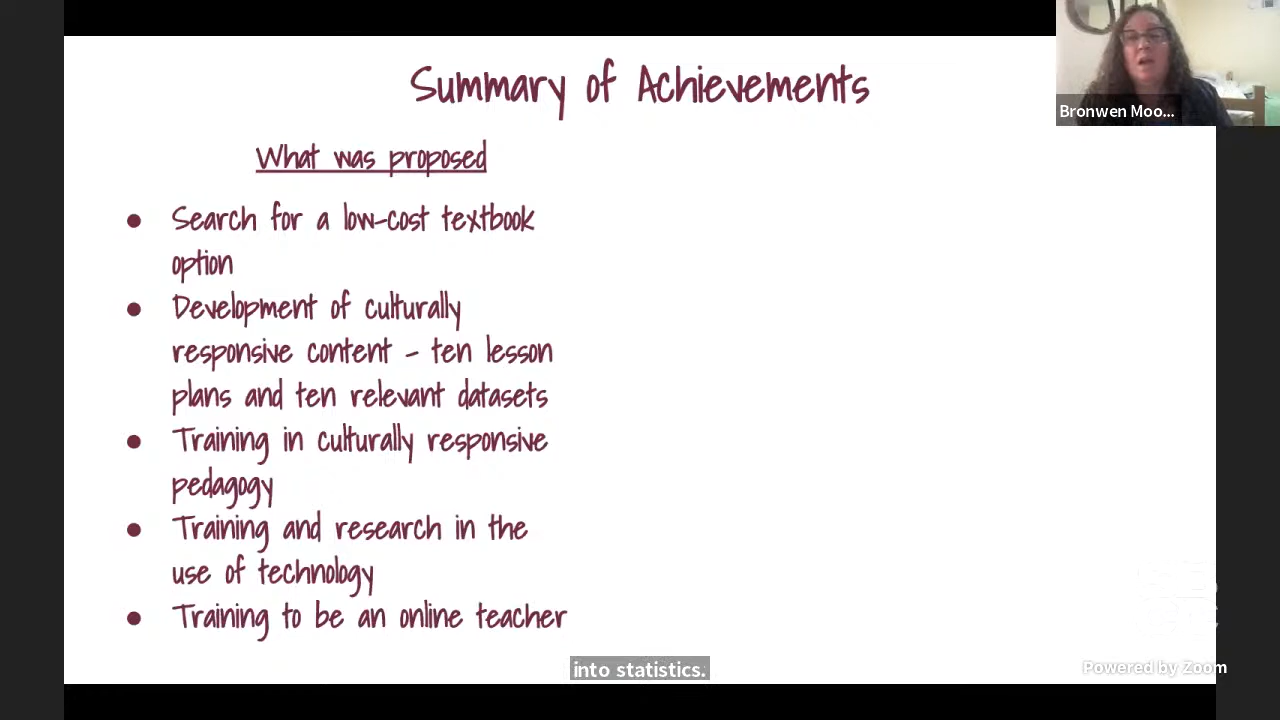 Summary of Achievements
Bronwen Moo...
What was proposed
● Search for a low-cost textbook
option
● Development of culturally
responsive content - ten lesson
plans and ten relevant datasets
● Training in culturally responsive
pedagogy
● Training and research in the
use of technology
● Training to be an online teacher
into statistics.
Powered by Zoom